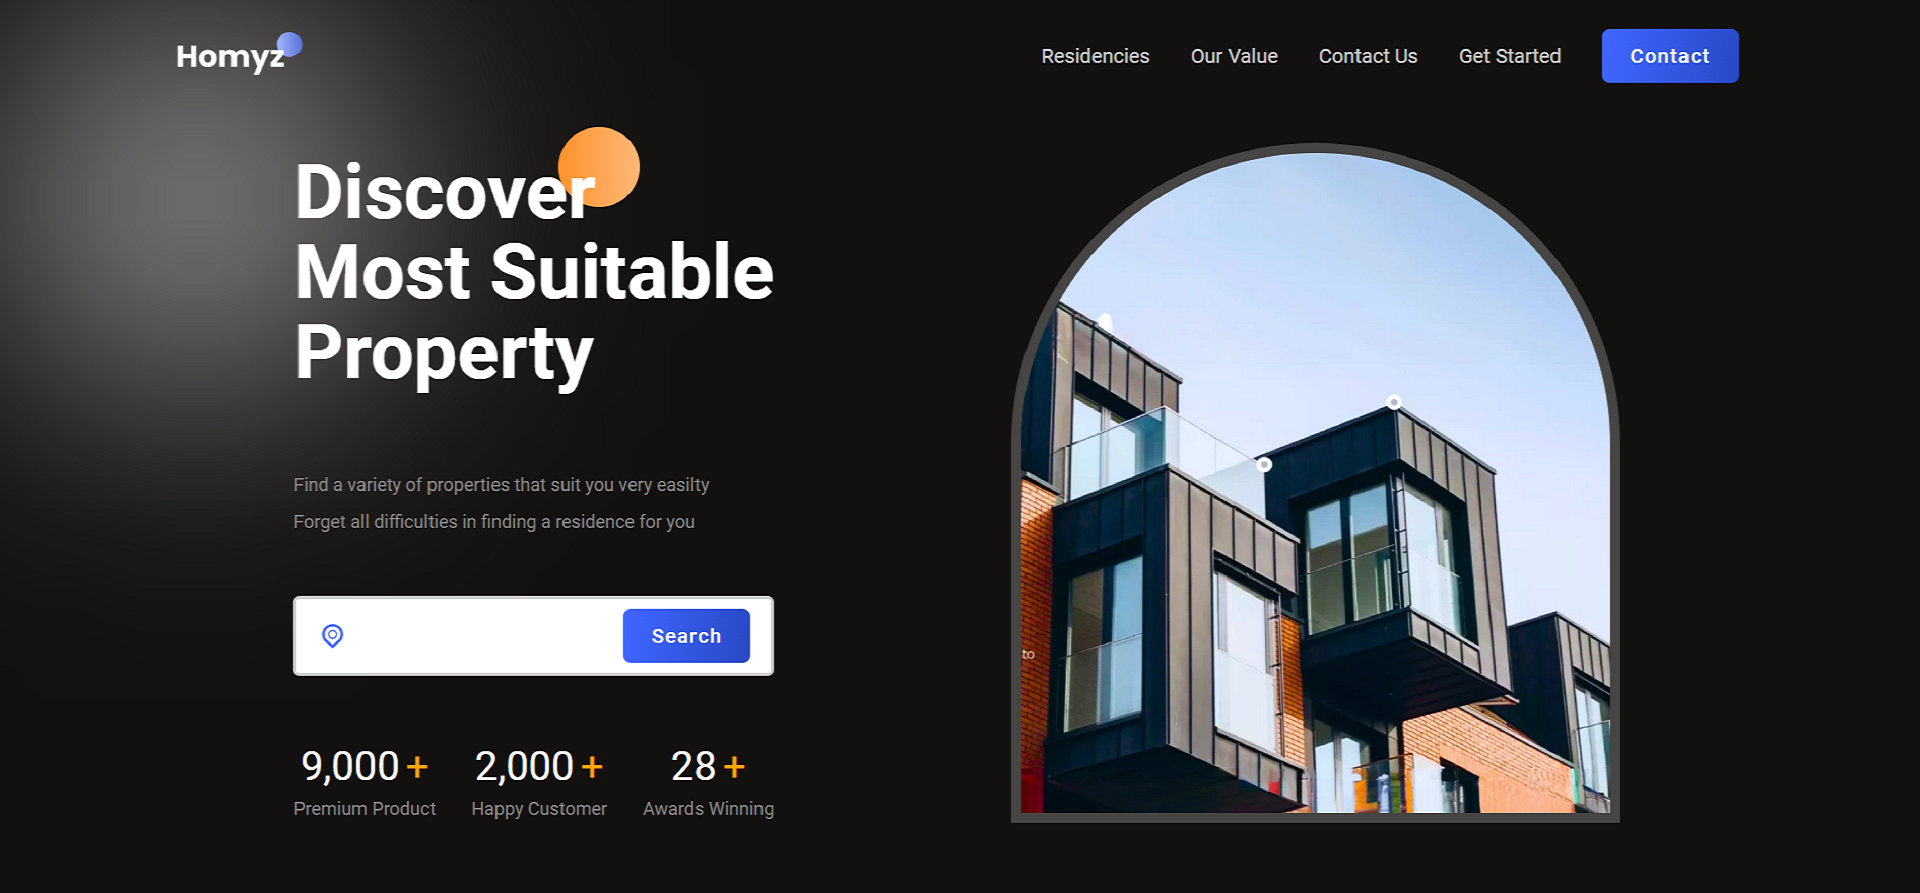 Homyz
Residencies
Our Value
Contact Us
Get Started
Contact
Discover
Most Suitable
Property
Find a variety of properties that suit you very easilty
Forget all difficulties in finding a residence for you
Search
9,000 +
2,000 +
28 +
Premium Product
Happy Customer
Awards Winning
to